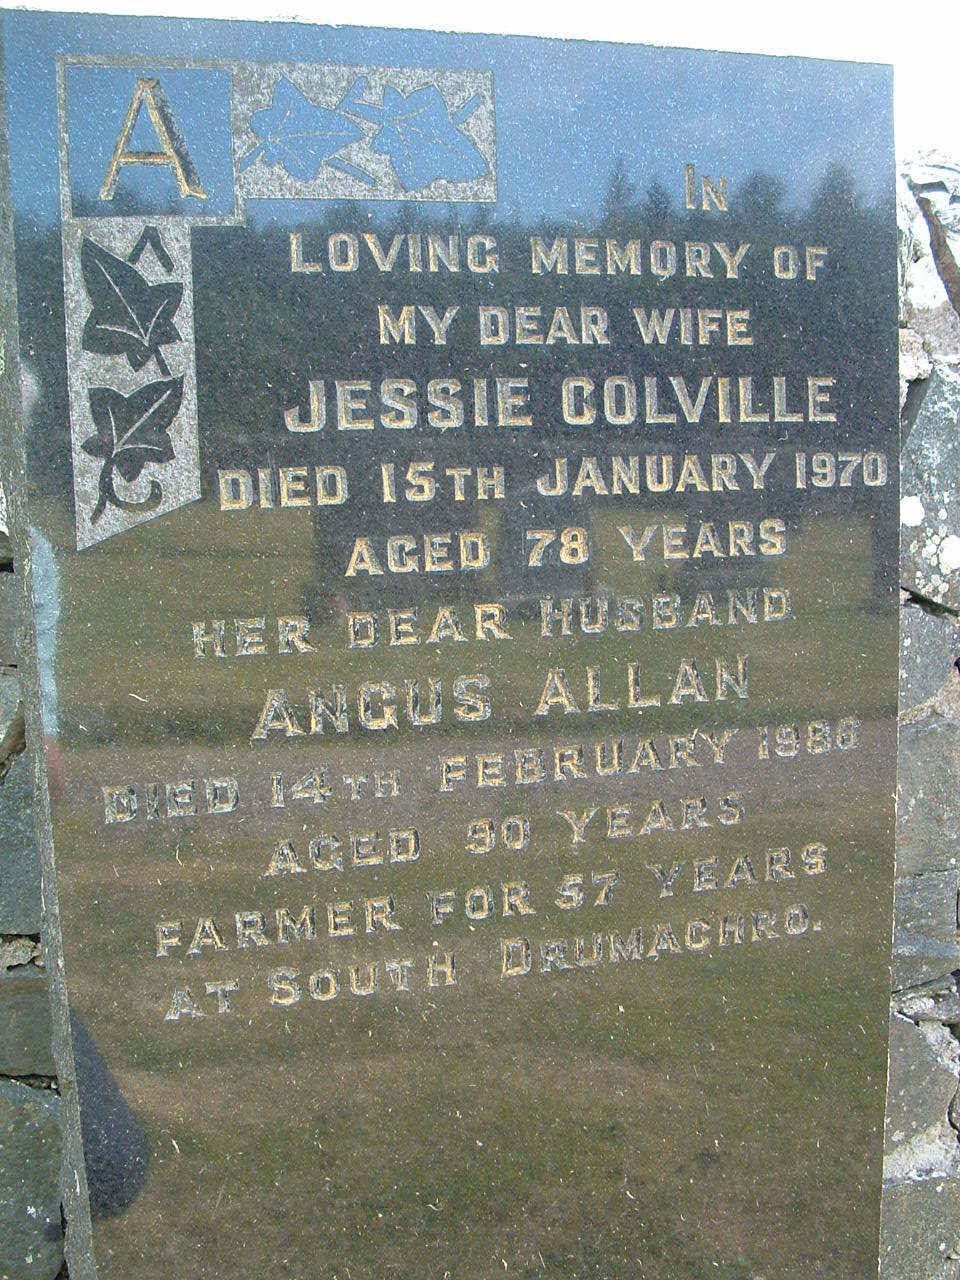 A
IN
LOVING MEMORY OF
MY DEAR WIFE
JESSIE COLVILLE
DIED 15TH JANUARY 1970
AGED 78 YEARS
HER DEAR HUSBAND
ANGUS ALLAN
DIED 14TH FEBRUARY 1986
AGED 90 YEARS
FARMER FOR 57 YEARS
AT SOUTH DRUMACHRO.